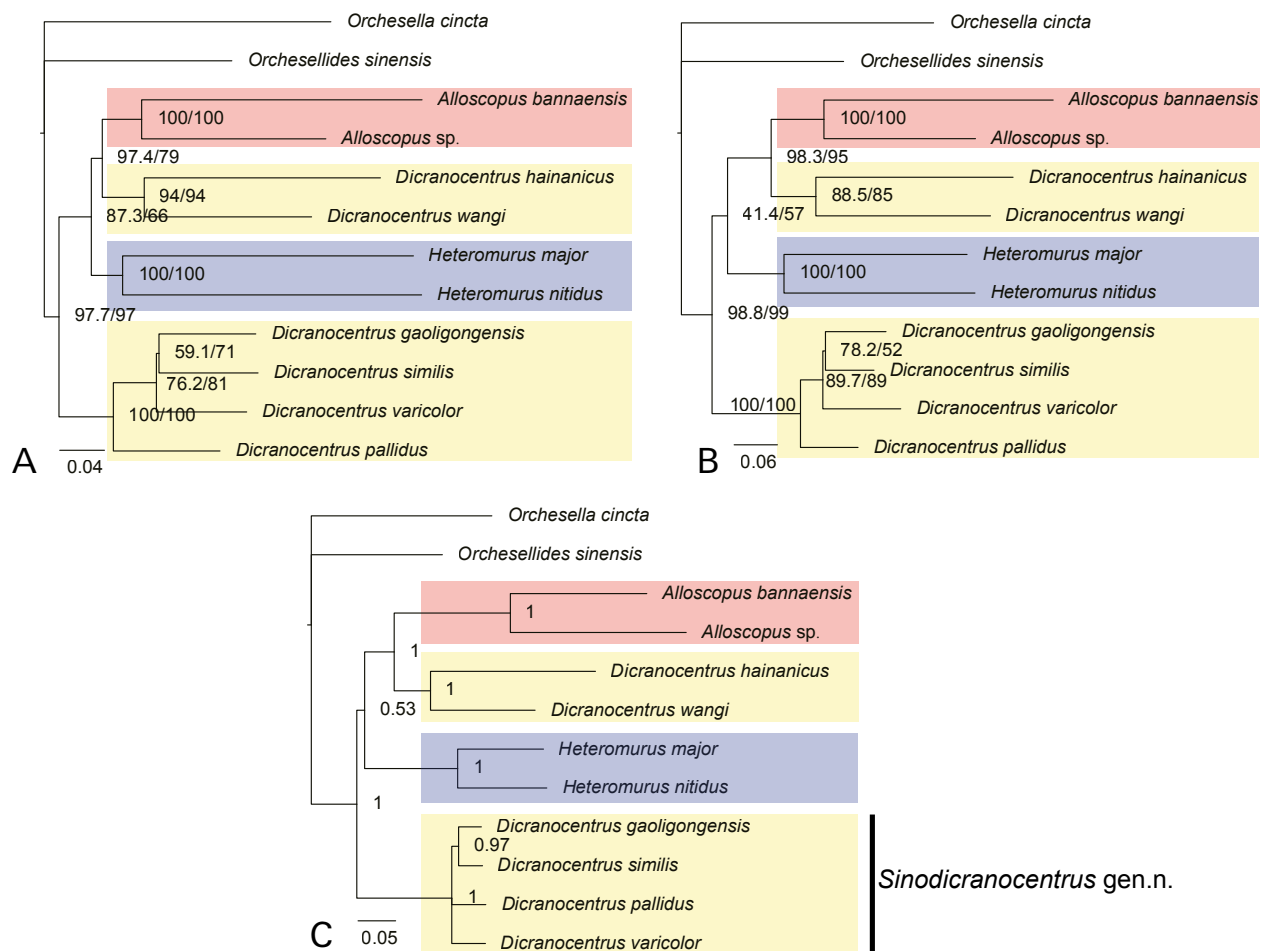 Orchesella cincta
Orchesellides sinensis
Alloscopus bannaensis
100/100
Alloscopus sp.
97.4/79
Dicranocentrus hainanicus
94/94
87.3/66
Dicranocentrus wangi
Heteromurus major
100/100
Heteromurus nitidus
97.7/97
Dicranocentrus gaoligongensis
59.1/71
Dicranocentrus similis
76.2/81
Dicranocentrus varicolor
100/100
Dicranocentrus pallidus
A
0.04
Orchesella cincta
Orchesellides sinensis
Alloscopus bannaensis
100/100
Alloscopus sp.
98.3/95
Dicranocentrus hainanicus
88.5/85
41.4/57
Dicranocentrus wangi
Heteromurus major
100/100
Heteromurus nitidus
98.8/99
Dicranocentrus gaoligongensis
78.2/52
Dicranocentrus similis
89.7/89
Dicranocentrus varicolor
100/100
Dicranocentrus pallidus
B
0.06
Orchesella cincta
Orchesellides sinensis
Alloscopus bannaensis
1
Alloscopus sp.
1
Dicranocentrus hainanicus
1
0.53
Dicranocentrus wangi
Heteromurus major
1
Heteromurus nitidus
1
Dicranocentrus gaoligongensis
0.97
Dicranocentrus similis
1
Dicranocentrus pallidus
Dicranocentrus varicolor
Sinodicranocentrus gen.n.
C
0.05